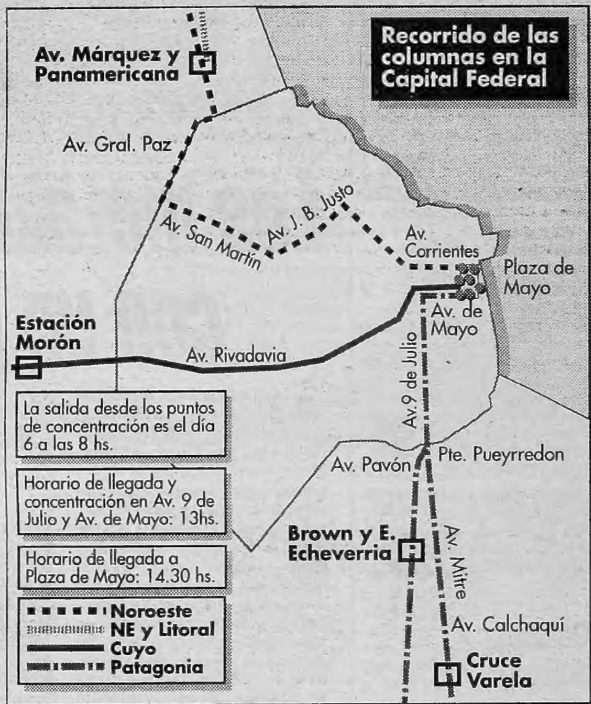 Recorrido de las
columnas en la
Capital Federal
Av. Márquez y
Panamericana
Av. Gral. Paz
Av. San Martín
Av. J. B. Justo
Av.
Corrientes
Plaza de
Mayo
Av. de
Mayo
Estación
Morón
Av. Rivadavia
Av. 9 de Julio
La salida desde los puntos
de concentración es el día
6 a las 8 hs.
Av. Pavón
Pte. Pueyrredon
Horario de llegada y
concentración en Av. 9 de
Julio y Av. de Mayo: 13hs.
Brown y E.
Echeverria
Av. Mitre
Horario de llegada a
Plaza de Mayo: 14.30 hs.
Av. Calchaquí
Cruce
Varela
Noroeste
NE y Litoral
Cuyo
Patagonia